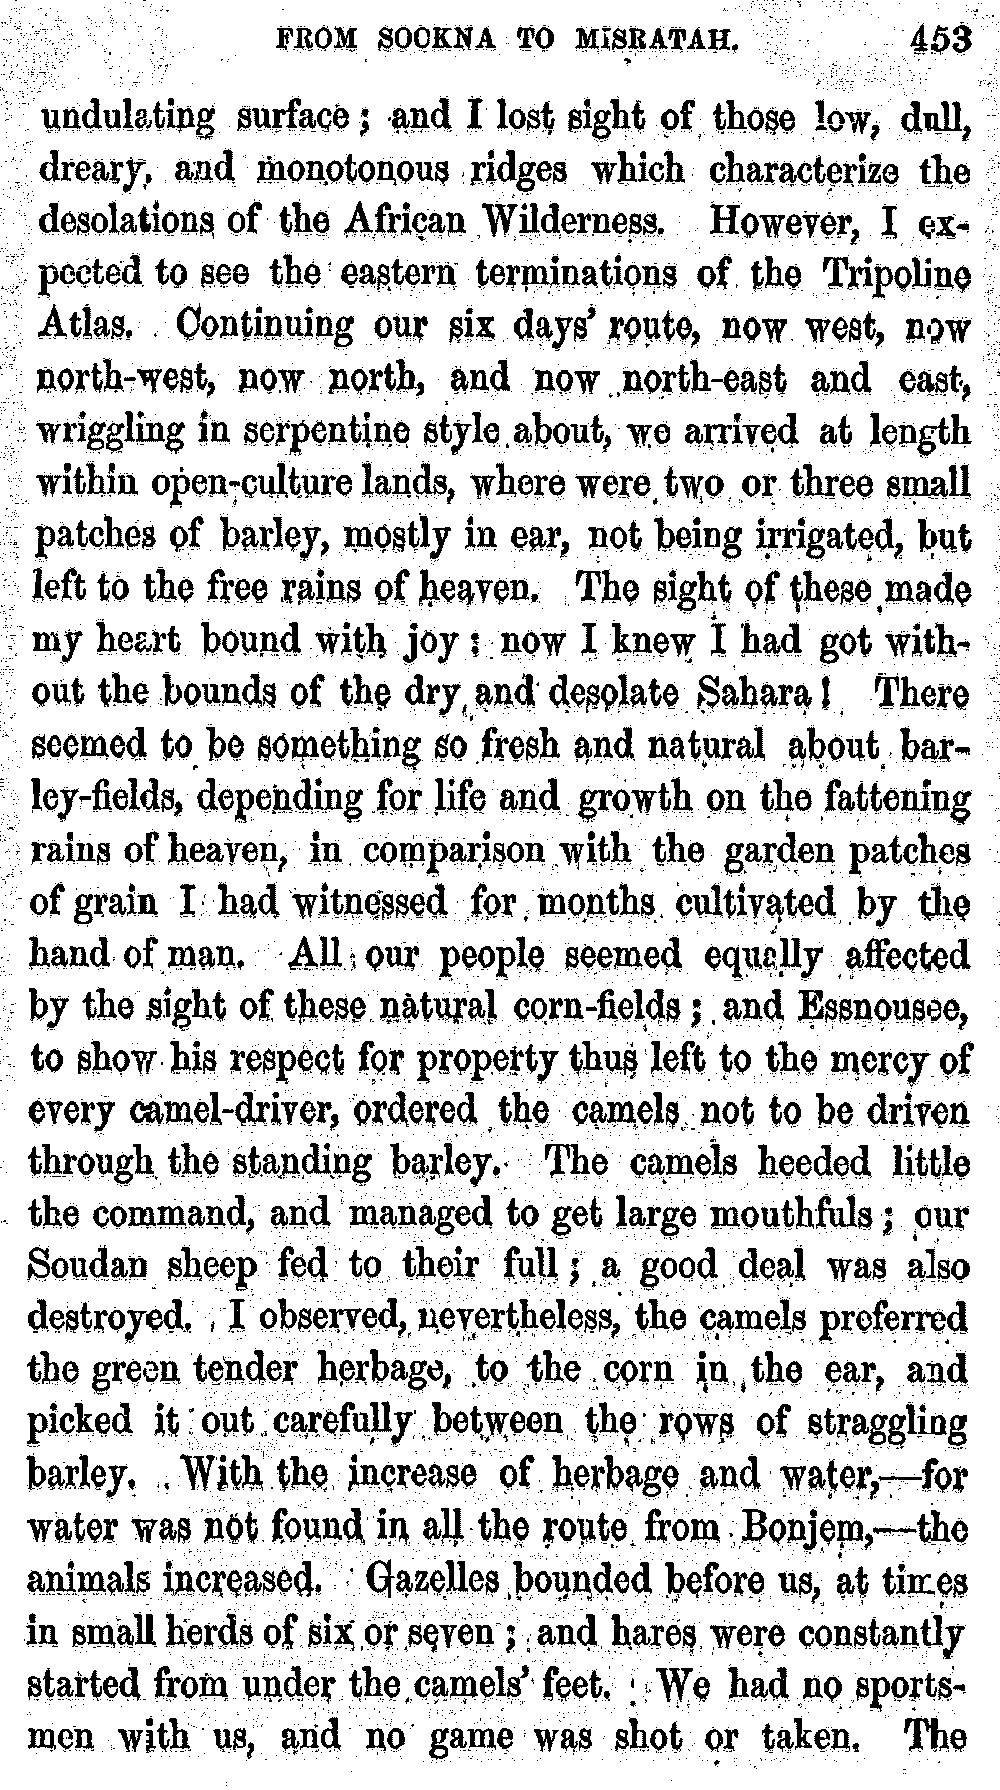 FROM SOOKNA TO MISRATAH. 453
undulating surface; and I lost sight of those low, dull,
dreary, and monotonous ridges which characterize the
desolations of the African Wilderness. However, I ex-
pected to see the eastern terminations of the Tripoline
Atlas. Continuing our six days' route, now west, now
north-west, now north, and now north-east and east,
wriggling in serpentine style about, we arrived at length
within open-culture lands, where were two or three small
patches of barley, mostly in ear, not being irrigated, but
left to the free rains of heaven. The sight of these made
my heart bound with joy; now I knew I had got with-
out the bounds of the dry and desolate Sahara! There
seemed to be something so fresh and natural about bar-
ley-fields, depending for life and growth on the fattening
rains of heaven, in comparison with the garden patches
of grain I had witnessed for months cultivated by the
hand of man. All our people seemed equally affected
by the sight of these natural corn-fields; and Essnousee,
to show his respect for property thus left to the mercy of
every camel-driver, ordered the camels not to be driven
through the standing barley. The camels heeded little
the command, and managed to get large mouthfuls; our
Soudan sheep fed to their full; a good deal was also
destroyed. I observed, nevertheless, the camels preferred
the green tender herbage, to the corn in the ear, and
picked it out carefully between the rows of straggling
barley. With the increase of herbage and water,—for
water was not found in all the route from Bonjem,—the
animals increased. Gazelles bounded before us, at times
in small herds of six or seven; and hares were constantly
started from under the camels' feet. We had no sports-
men with us, and no game was shot or taken. The